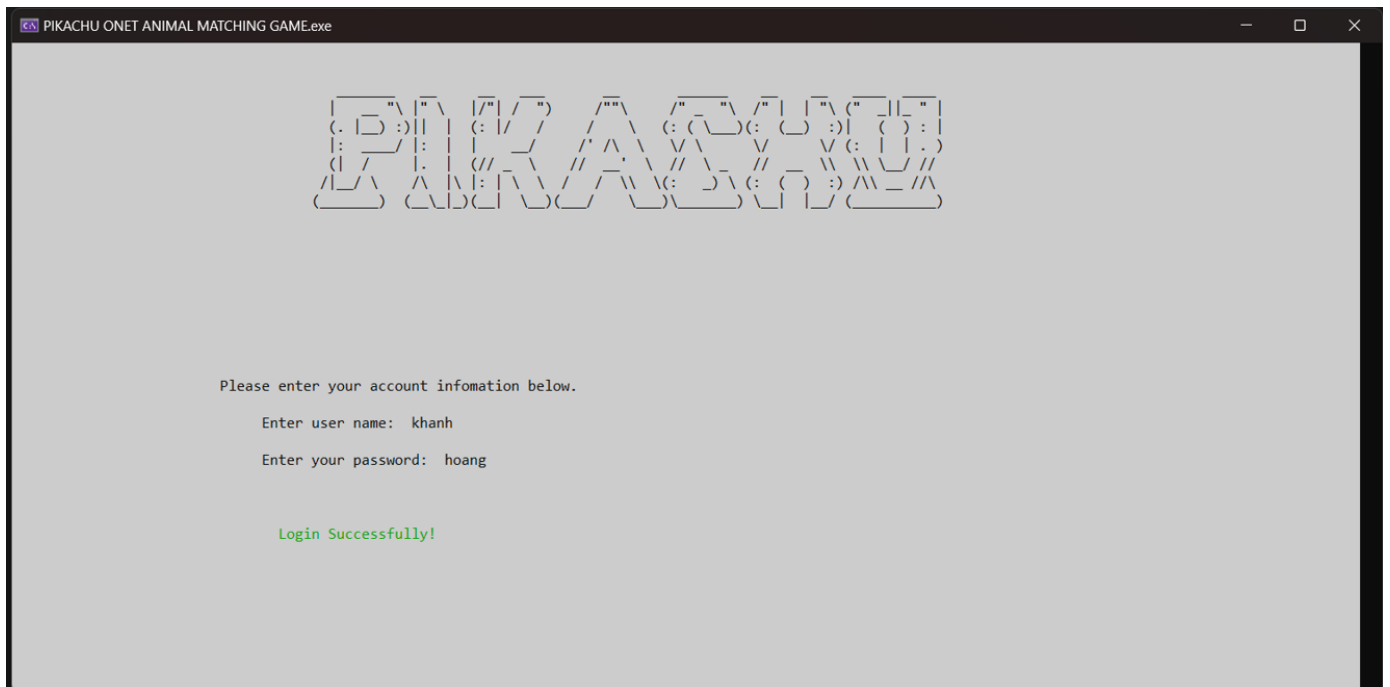 PIKACHU ONET ANIMAL MATCHING GAME.exe
PIKACHU
Please enter your account infomation below.
Enter user name:  khanh
Enter your password:  hoang
Login Successfully!